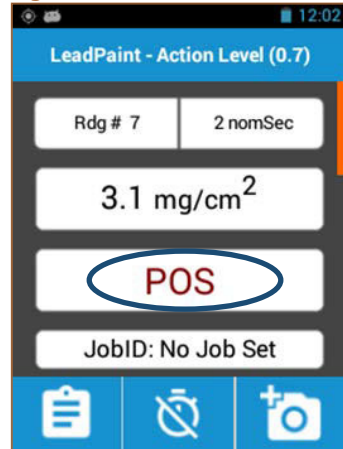 12:02
LeadPaint - Action Level (0.7)
Rdg # 7 2 nomSec
3.1 mg/cm²
POS
JobID: No Job Set